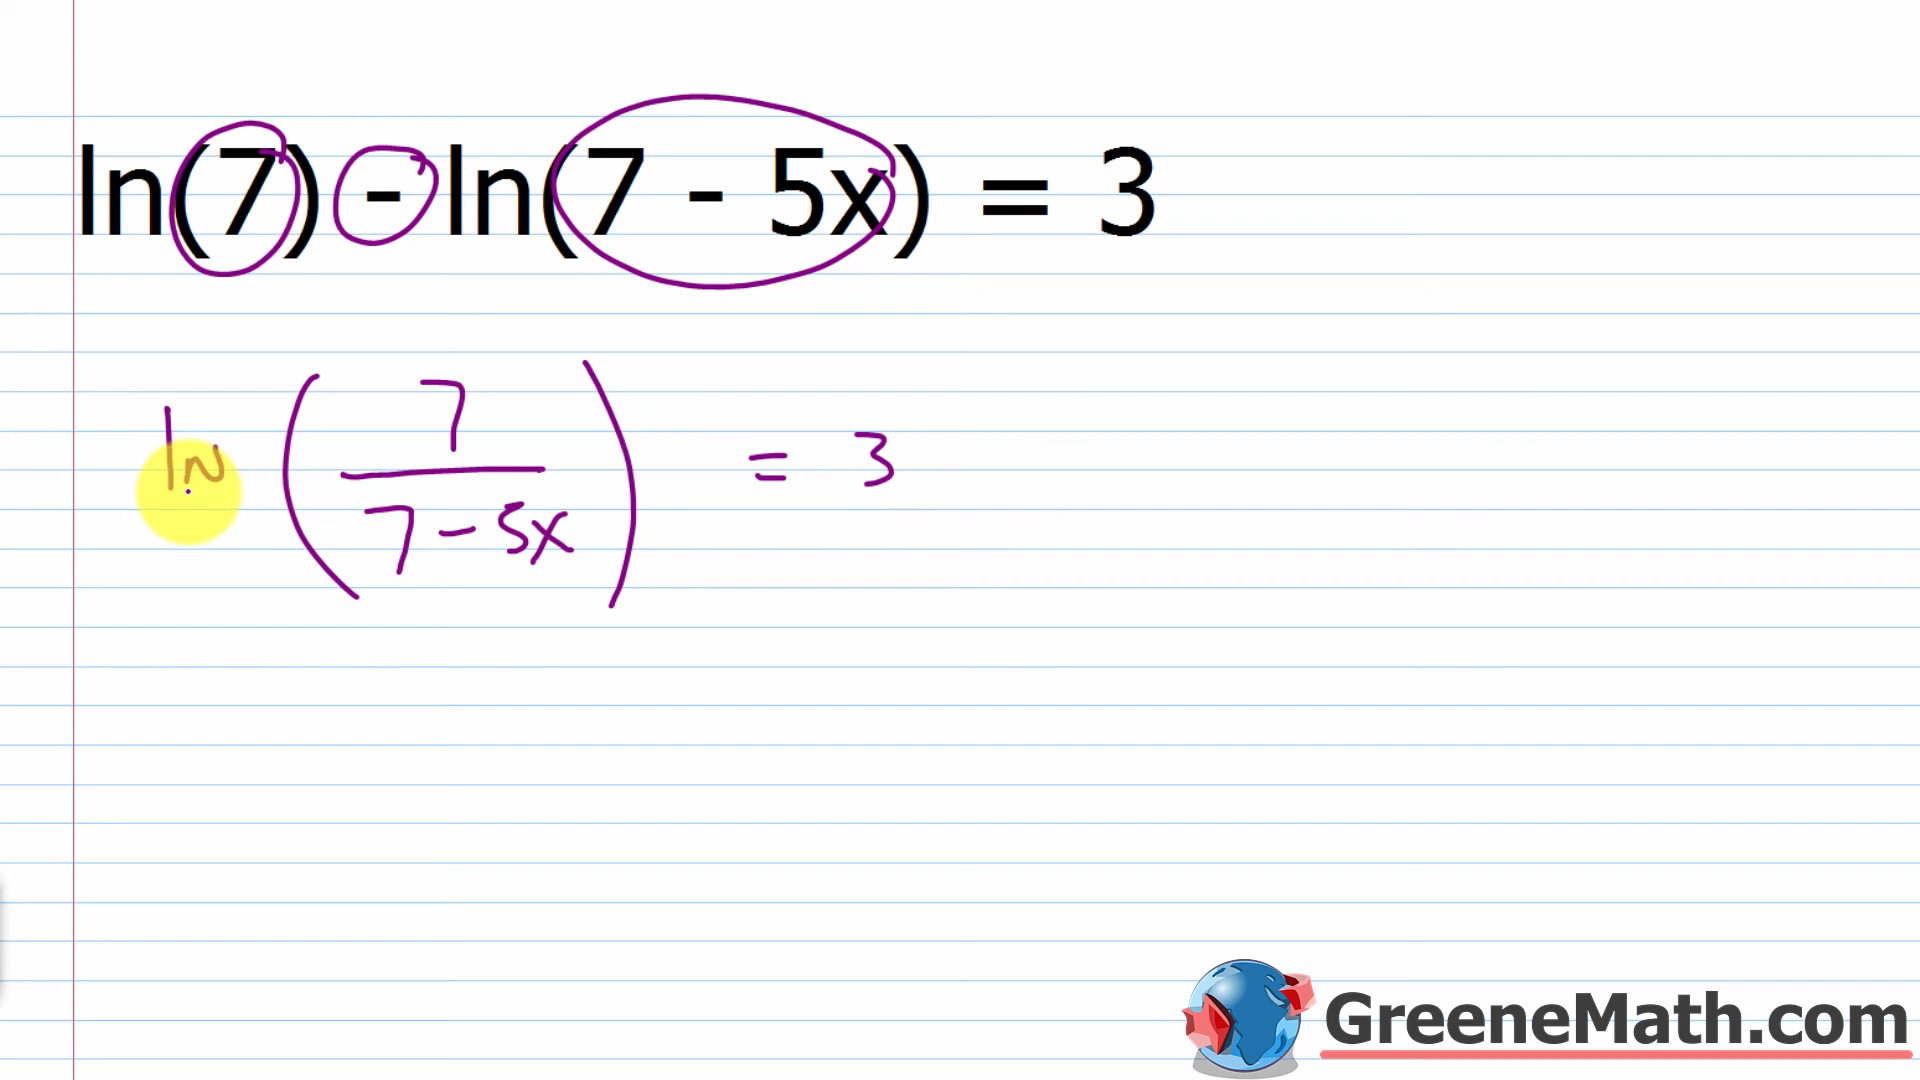 ln(7) - ln(7 - 5x) = 3
ln ( 7 / 7 - 5x ) = 3
GreeneMath.com